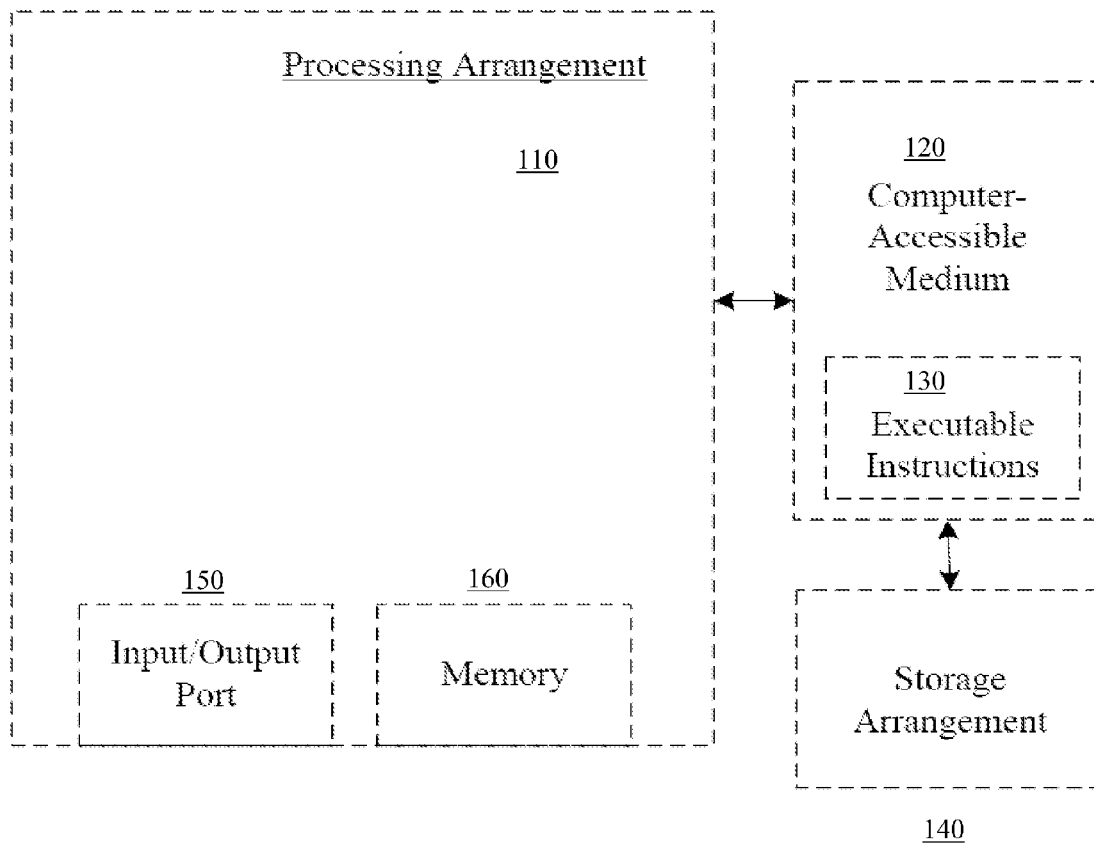 Processing Arrangement
110
150
Input/Output
Port
160
Memory
120
Computer-
Accessible
Medium
130
Executable
Instructions
Storage
Arrangement
140